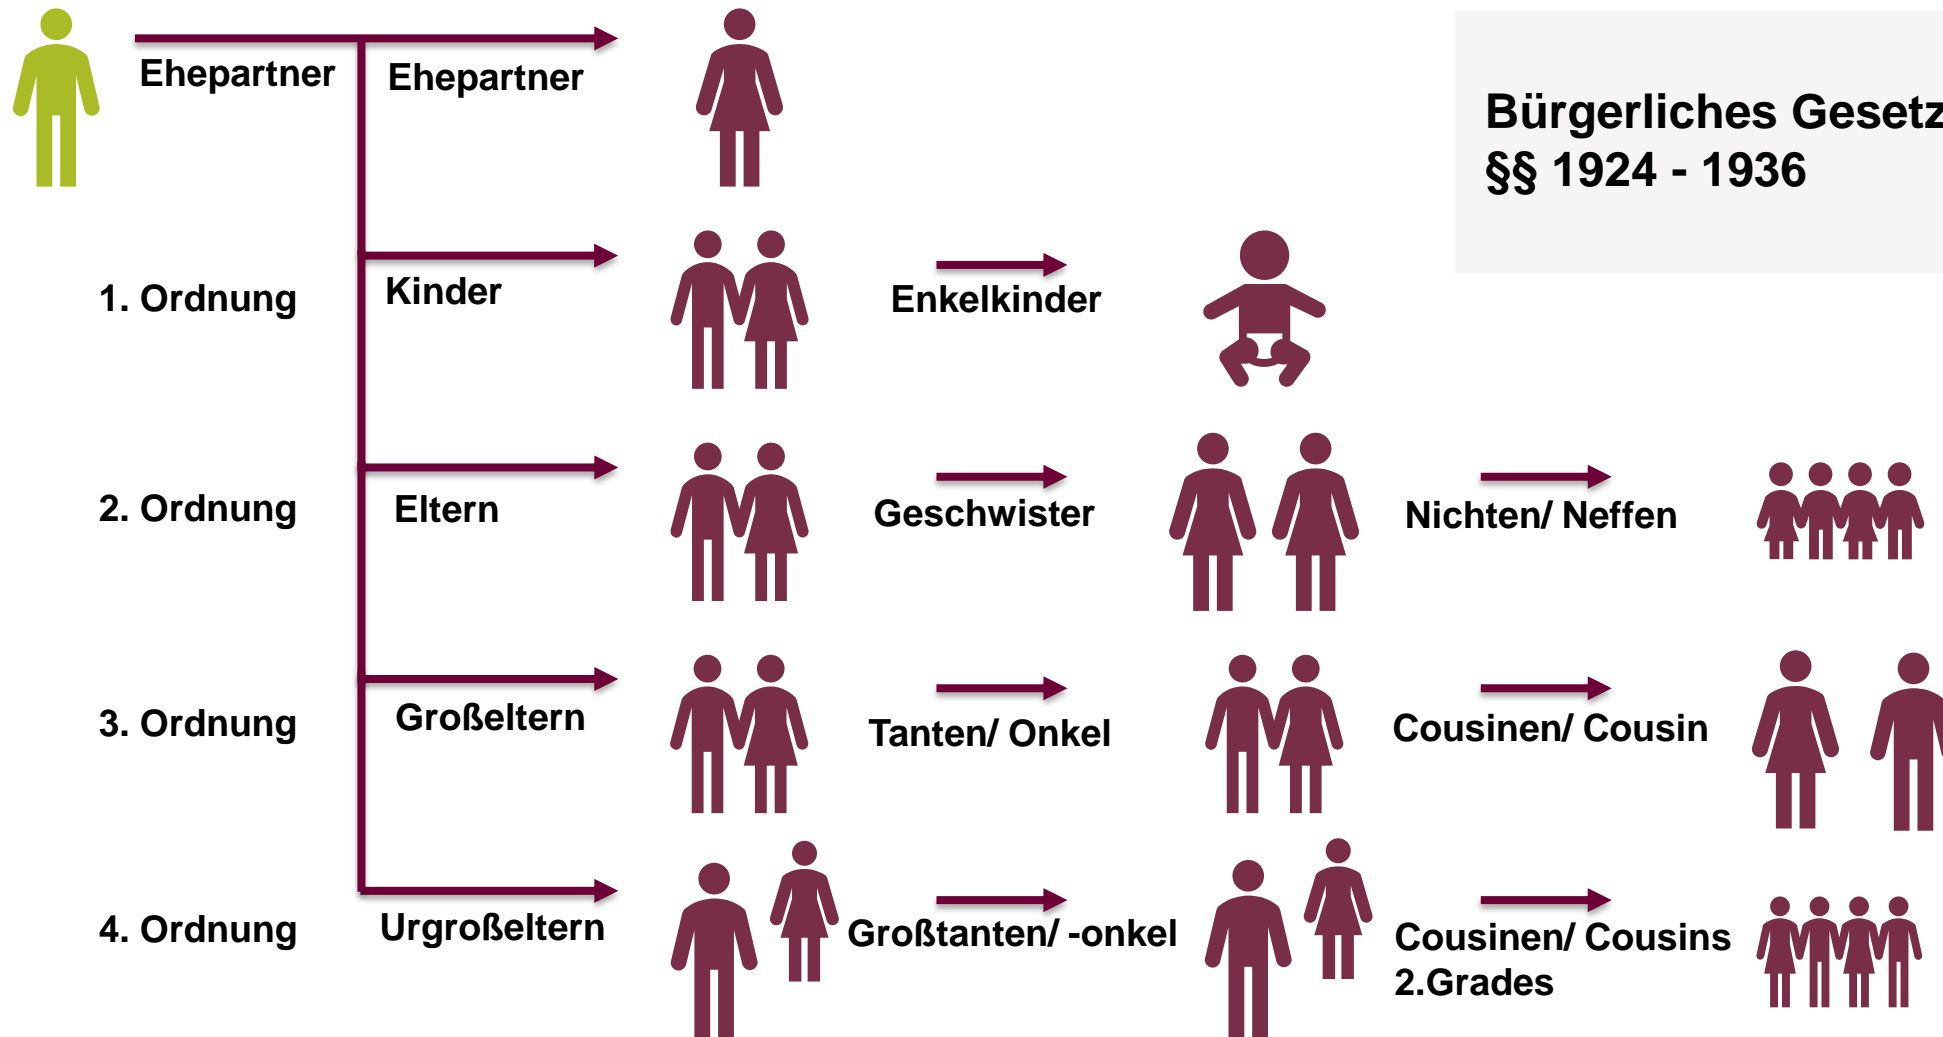 Ehepartner
Ehepartner
Bürgerliches Gesetz
§§ 1924 - 1936
1. Ordnung
Kinder
Enkelkinder
2. Ordnung
Eltern
Geschwister
Nichten/ Neffen
3. Ordnung
Großeltern
Tanten/ Onkel
Cousinen/ Cousin
4. Ordnung
Urgroßeltern
Großtanten/ -onkel
Cousinen/ Cousins
2.Grades